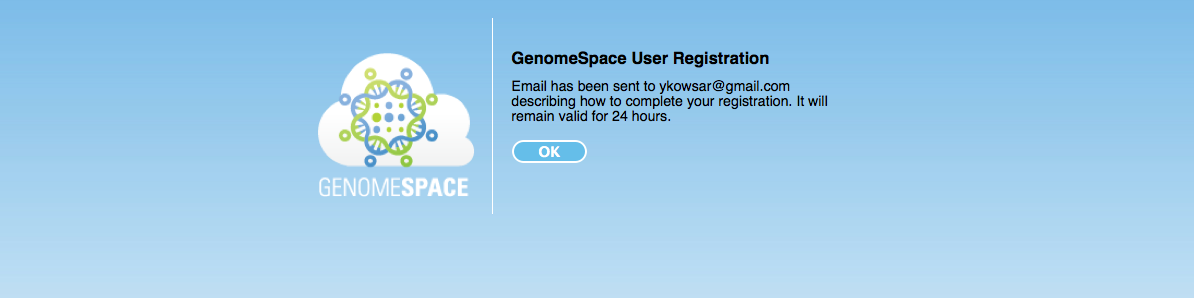 GenomeSpace User Registration
Email has been sent to ykowsar@gmail.com
describing how to complete your registration. It will
remain valid for 24 hours.
OK
GENOMESPACE